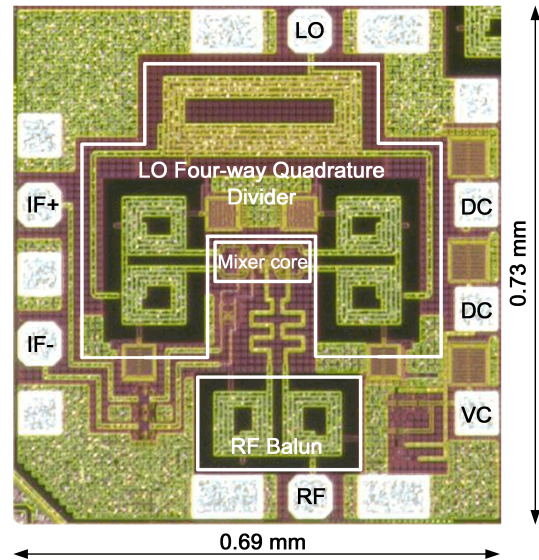 LO
LO Four-way Quadrature
Divider
IF+
DC
Mixer core
0.73 mm
DC
IF-
VC
RF Balun
RF
0.69 mm